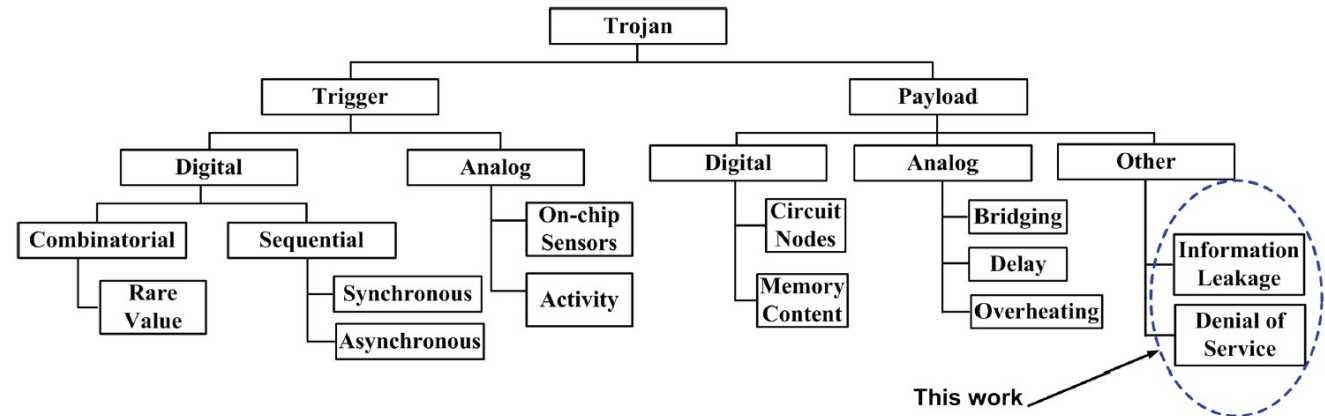 Trojan
Trigger
Payload
Digital
Analog
Digital
Analog
Other
Combinatorial
Sequential
On-chip
Sensors
Circuit
Nodes
Bridging
Information
Leakage
Rare
Value
Synchronous
Activity
Memory
Content
Delay
Asynchronous
Overheating
Denial of
Service
This work